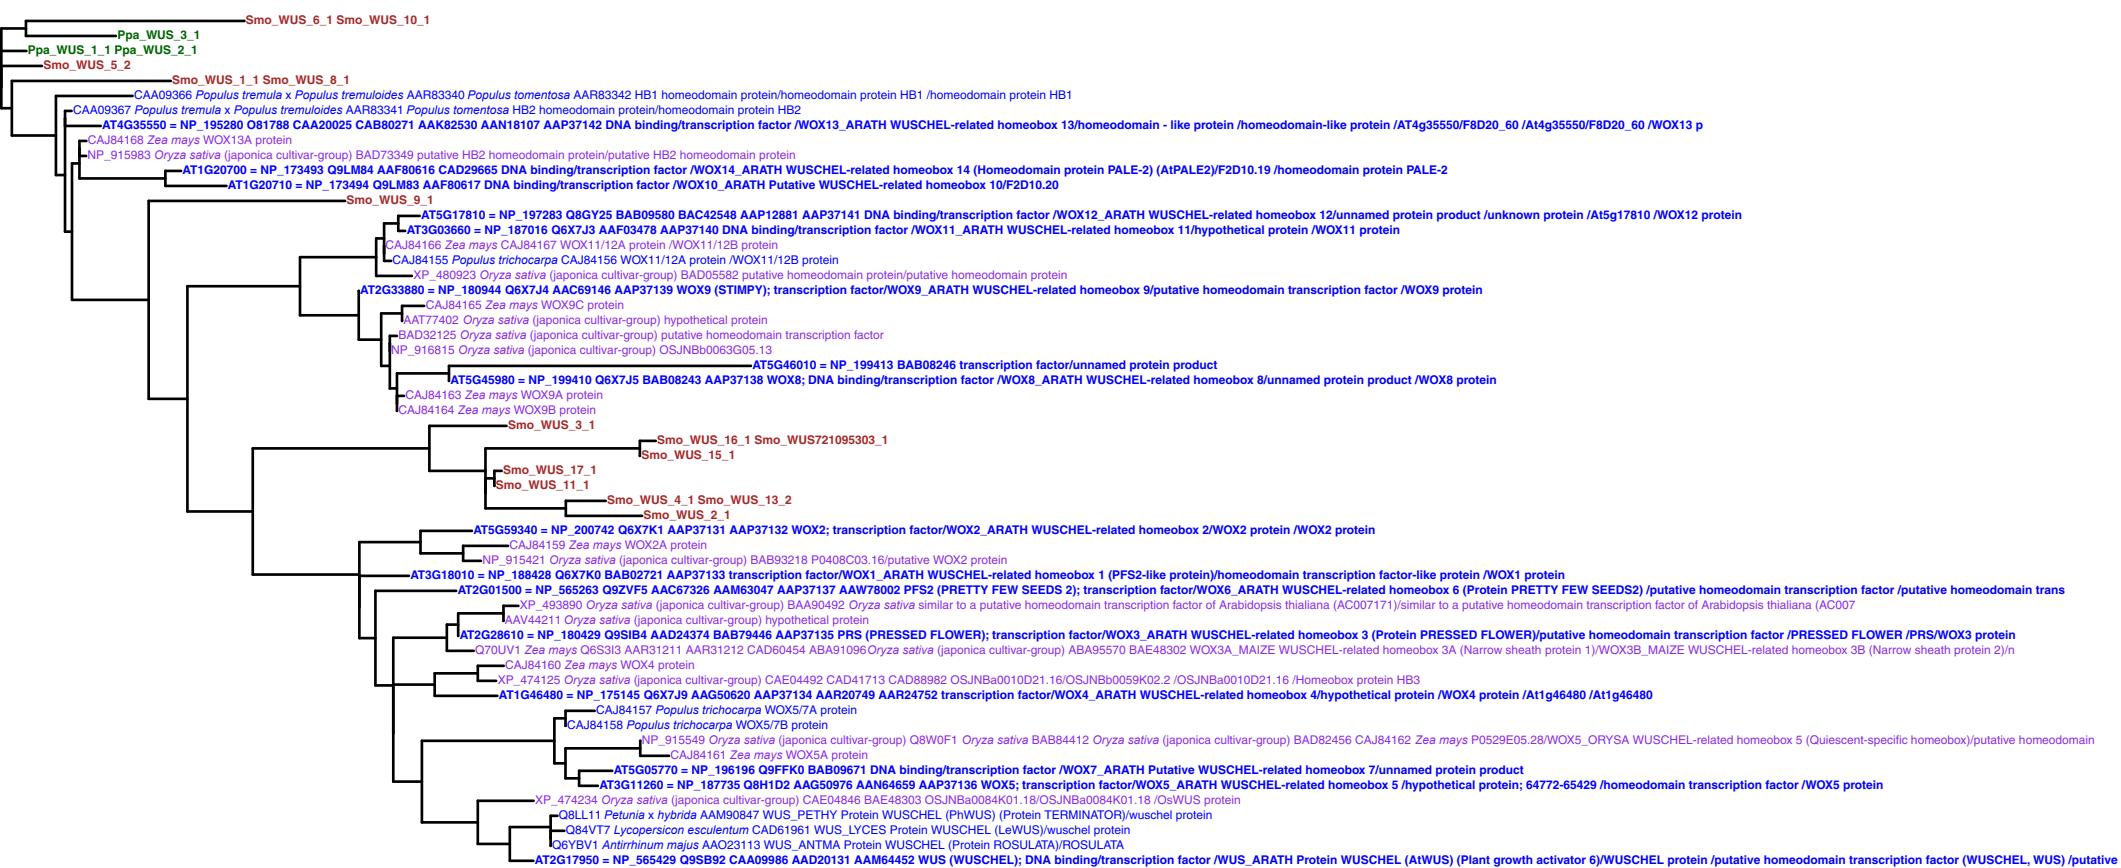 Smo_WUS_6_1 Smo_WUS_10_1
Ppa_WUS_3_1
Ppa_WUS_1_1 Ppa_WUS_2_1
Smo_WUS_5_2
Smo_WUS_1_1 Smo_WUS_8_1
CAA09366 Populus tremula x Populus tremuloides AAR83340 Populus tomentosa AAR83342 HB1 homeodomain protein/homeodomain protein HB1 /homeodomain protein HB1
CAA09367 Populus tremula x Populus tremuloides AAR83341 Populus tomentosa HB2 homeodomain protein/homeodomain protein HB2
AT4G35550 = NP_195280 O81788 CAA20025 CAB80271 AAK82530 AAN18107 AAP37142 DNA binding/transcription factor /WOX13_ARATH WUSCHEL-related homeobox 13/homeodomain - like protein /homeodomain-like protein /AT4g35550/F8D20_60 /At4g35550/F8D20_60 /WOX13 p
CAJ84168 Zea mays WOX13A protein
NP_915983 Oryza sativa (japonica cultivar-group) BAD73349 putative HB2 homeodomain protein/putative HB2 homeodomain protein
AT1G20700 = NP_173493 Q9LM84 AAF80616 CAD29665 DNA binding/transcription factor /WOX14_ARATH WUSCHEL-related homeobox 14 (Homeodomain protein PALE-2) (AtPALE2)/F2D10.19 /homeodomain protein PALE-2
AT1G20710 = NP_173494 Q9LM83 AAF80617 DNA binding/transcription factor /WOX10_ARATH Putative WUSCHEL-related homeobox 10/F2D10.20
Smo_WUS_9_1
AT5G17810 = NP_197283 Q8GY25 BAB09580 BAC42548 AAP12881 AAP37141 DNA binding/transcription factor /WOX12_ARATH WUSCHEL-related homeobox 12/unnamed protein product /unknown protein /At5g17810 /WOX12 protein
AT3G03660 = NP_187016 Q6X7J3 AAF03478 AAP37140 DNA binding/transcription factor /WOX11_ARATH WUSCHEL-related homeobox 11/hypothetical protein /WOX11 protein
CAJ84166 Zea mays CAJ84167 WOX11/12A protein /WOX11/12B protein
CAJ84155 Populus trichocarpa CAJ84156 WOX11/12A protein /WOX11/12B protein
XP_480923 Oryza sativa (japonica cultivar-group) BAD05582 putative homeodomain protein/putative homeodomain protein
AT2G33880 = NP_180944 Q6X7J4 AAC69146 AAP37139 WOX9 (STIMPY); transcription factor/WOX9_ARATH WUSCHEL-related homeobox 9/putative homeodomain transcription factor /WOX9 protein
CAJ84165 Zea mays WOX9C protein
AAT77402 Oryza sativa (japonica cultivar-group) hypothetical protein
BAD32125 Oryza sativa (japonica cultivar-group) putative homeodomain transcription factor
NP_916815 Oryza sativa (japonica cultivar-group) OSJNBb0063G05.13
AT5G46010 = NP_199413 BAB08246 transcription factor/unnamed protein product
AT5G45980 = NP_199410 Q6X7J5 BAB08243 AAP37138 WOX8; DNA binding/transcription factor /WOX8_ARATH WUSCHEL-related homeobox 8/unnamed protein product /WOX8 protein
CAJ84163 Zea mays WOX9A protein
CAJ84164 Zea mays WOX9B protein
Smo_WUS_3_1
Smo_WUS_16_1 Smo_WUS721095303_1
Smo_WUS_15_1
Smo_WUS_17_1
Smo_WUS_11_1
Smo_WUS_4_1 Smo_WUS_13_2
Smo_WUS_2_1
AT5G59340 = NP_200742 Q6X7K1 AAP37131 AAP37132 WOX2; transcription factor/WOX2_ARATH WUSCHEL-related homeobox 2/WOX2 protein /WOX2 protein
CAJ84159 Zea mays WOX2A protein
NP_915421 Oryza sativa (japonica cultivar-group) BAB93218 P0408C03.16/putative WOX2 protein
AT3G18010 = NP_188428 Q6X7K0 BAB02721 AAP37133 transcription factor/WOX1_ARATH WUSCHEL-related homeobox 1 (PFS2-like protein)/homeodomain transcription factor-like protein /WOX1 protein
AT2G01500 = NP_565263 Q9ZVF5 AAC67326 AAM63047 AAP37137 AAW78002 PFS2 (PRETTY FEW SEEDS 2); transcription factor/WOX6_ARATH WUSCHEL-related homeobox 6 (Protein PRETTY FEW SEEDS2) /putative homeodomain transcription factor /putative homeodomain trans
XP_493890 Oryza sativa (japonica cultivar-group) BAA90492 Oryza sativa similar to a putative homeodomain transcription factor of Arabidopsis thaliana (AC007171)/similar to a putative homeodomain transcription factor of Arabidopsis thaliana (AC007
AAV44211 Oryza sativa (japonica cultivar-group) hypothetical protein
AT2G28610 = NP_180429 Q9SIB4 AAD24374 BAB79446 AAP37135 PRS (PRESSED FLOWER); transcription factor/WOX3_ARATH WUSCHEL-related homeobox 3 (Protein PRESSED FLOWER)/putative homeodomain transcription factor /PRESSED FLOWER /PRS/WOX3 protein
Q70UV1 Zea mays Q6S3I3 AAR31211 AAR31212 CAD60454 ABA91096Oryza sativa (japonica cultivar-group) ABA95570 BAE48302 WOX3A_MAIZE WUSCHEL-related homeobox 3A (Narrow sheath protein 1)/WOX3B_MAIZE WUSCHEL-related homeobox 3B (Narrow sheath protein 2)/n
CAJ84160 Zea mays WOX4 protein
XP_474125 Oryza sativa (japonica cultivar-group) CAE04492 CAD41713 CAD88982 OSJNBa0010D21.16/OSJNBb0059K02.2 /OSJNBa0010D21.16 /Homeobox protein HB3
AT1G46480 = NP_175145 Q6X7J9 AAG50620 AAP37134 AAR20749 AAR24752 transcription factor/WOX4_ARATH WUSCHEL-related homeobox 4/hypothetical protein /WOX4 protein /At1g46480 /At1g46480
CAJ84157 Populus trichocarpa WOX5/7A protein
CAJ84158 Populus trichocarpa WOX5/7B protein
NP_915549 Oryza sativa (japonica cultivar-group) Q8W0F1 Oryza sativa BAB84412 Oryza sativa (japonica cultivar-group) BAD82456 CAJ84162 Zea mays P0529E05.28/WOX5_ORYSA WUSCHEL-related homeobox 5 (Quiescent-specific homeobox)/putative homeodomain
CAJ84161 Zea mays WOX5A protein
AT5G05770 = NP_196196 Q9FFK0 BAB09671 DNA binding/transcription factor /WOX7_ARATH Putative WUSCHEL-related homeobox 7/unnamed protein product
AT3G11260 = NP_187735 Q8H1D2 AAG50976 AAN64659 AAP37136 WOX5; transcription factor/WOX5_ARATH WUSCHEL-related homeobox 5 /hypothetical protein; 64772-65429 /homeodomain transcription factor /WOX5 protein
XP_474234 Oryza sativa (japonica cultivar-group) CAE04846 BAE48303 OSJNBa0084K01.18/OSJNBa0084K01.18 /OsWUS protein
Q8LL11 Petunia x hybrida AAM90847 WUS_PETHY Protein WUSCHEL (PhWUS) (Protein TERMINATOR)/wuschel protein
Q84VT7 Lycopersicon esculentum CAD61961 WUS_LYCES Protein WUSCHEL (LeWUS)/wuschel protein
Q6YBV1 Antirrhinum majus AAO23113 WUS_ANTMA Protein WUSCHEL (Protein ROSULATA)/ROSULATA
AT2G17950 = NP_565429 Q9SB92 CAA09986 AAD20131 AAM64452 WUS (WUSCHEL); DNA binding/transcription factor /WUS_ARATH Protein WUSCHEL (AtWUS) (Plant growth activator 6)/WUSCHEL protein /putative homeodomain transcription factor (WUSCHEL, WUS) /putative